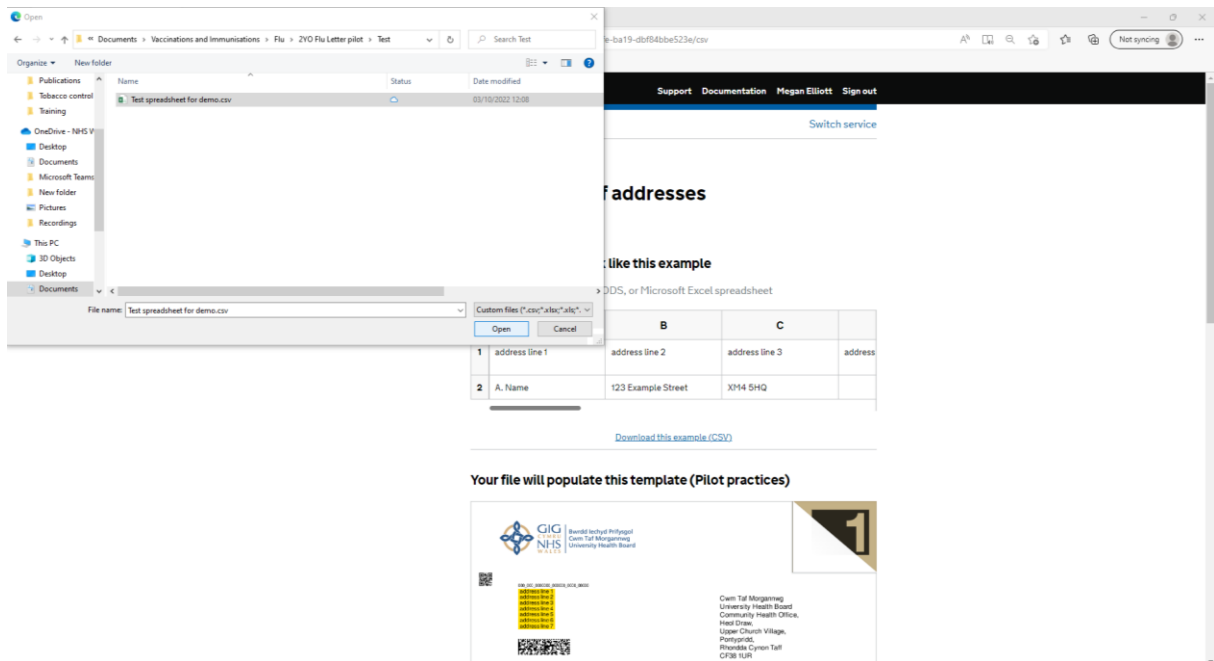 Open
« Documents > Vaccinations and Immunisations > Flu > 2YO Flu Letter pilot > Test
Search Test
e-ba19-dbf84bbe523e/csv
Not syncing
Organize
New folder
Publications
Tobacco control
Training
OneDrive - NHS W
Desktop
Documents
Microsoft Teams
New folder
Pictures
Recordings
This PC
3D Objects
Desktop
Documents
Name
Status
Date modified
Test spreadsheet for demo.csv
03/10/2022 12:08
File name:
Test spreadsheet for demo.csv
Custom files (*.csv;*.xlsx;*.xls;*.
Open
Cancel
Support Documentation Megan Elliott Sign out
Switch service
f addresses
like this example
ODS, or Microsoft Excel spreadsheet
B C
1 address line 1 address line 2 address line 3 address
2 A. Name 123 Example Street XM4 5HQ
Download this example (CSV)
Your file will populate this template (Pilot practices)
GIG
CYMRU
NHS
WALES
Bwrdd Iechyd Prifysgol
Cwm Taf Morgannwg
University Health Board
1
address line 1
address line 2
address line 3
address line 4
address line 5
address line 6
address line 7
Cwm Taf Morgannwg
University Health Board
Community Health Office,
Heol Draw,
Upper Church Village,
Pontypridd,
Rhondda Cynon Taff
CF38 1UR